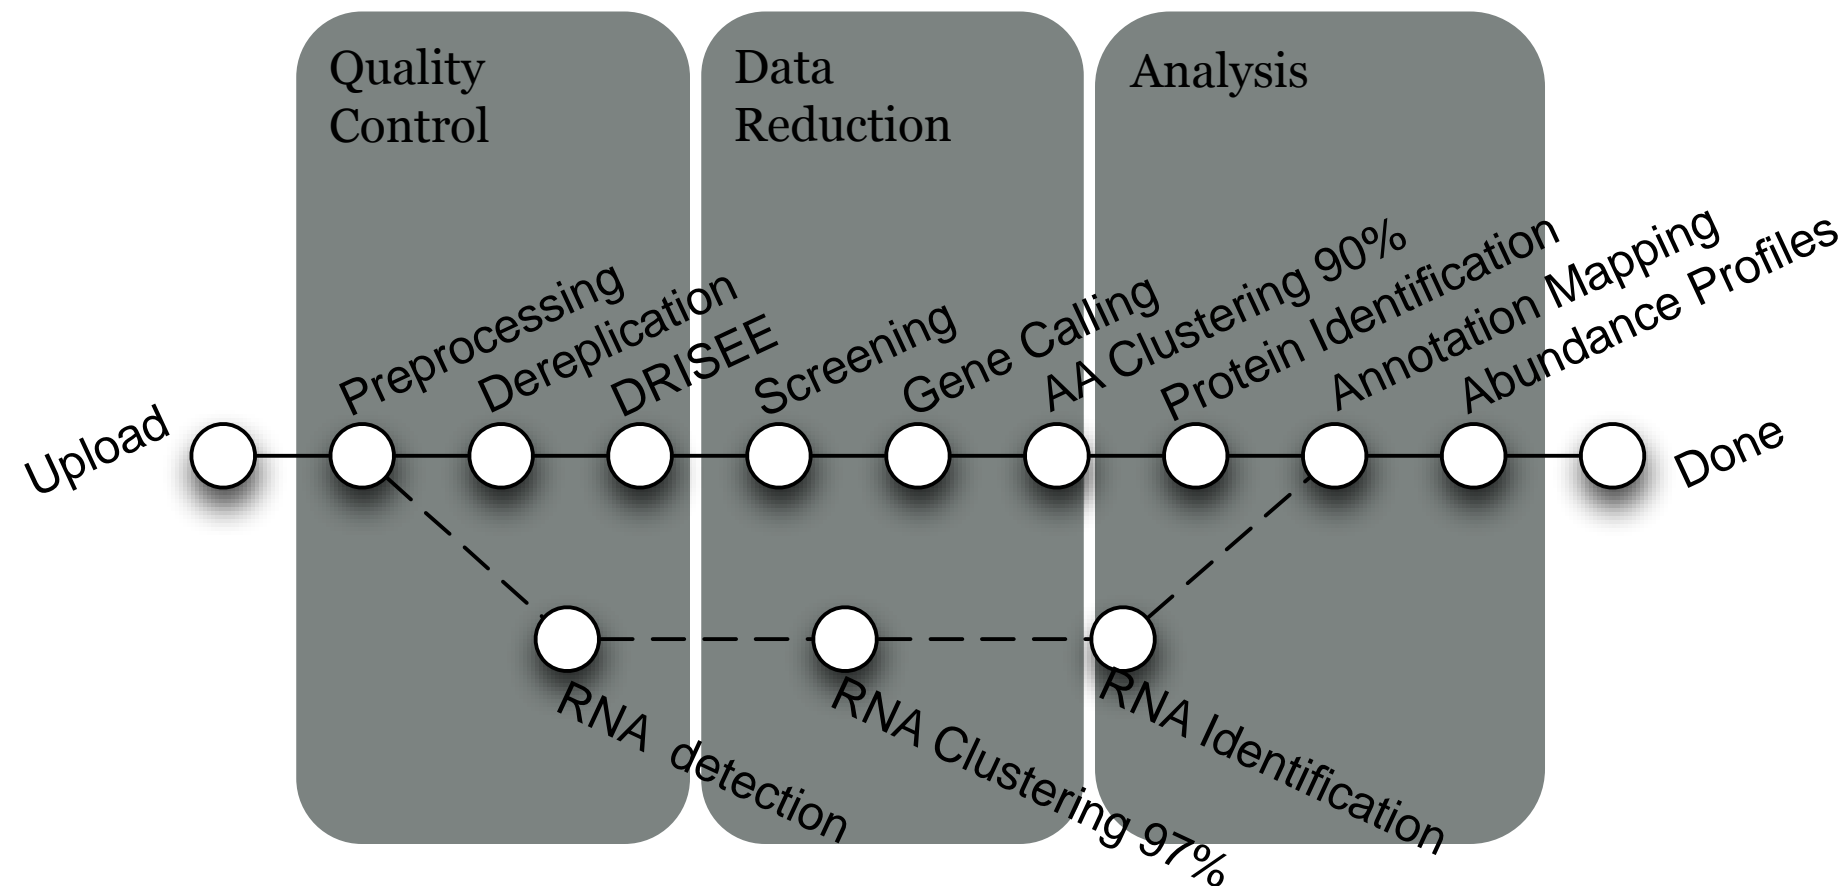 Quality
Control
Data
Reduction
Analysis
Upload
Preprocessing
Dereplication
DRISEE
Screening
Gene Calling
AA Clustering 90%
Protein Identification
Annotation Mapping
Abundance Profiles
Done
RNA detection
RNA Clustering 97%
RNA Identification